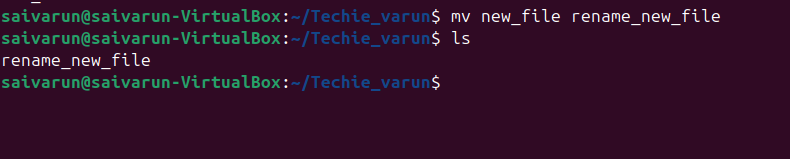 saivarun@saivarun-VirtualBox:~/Techie_varun$ mv new_file rename_new_file
saivarun@saivarun-VirtualBox:~/Techie_varun$ ls
rename_new_file
saivarun@saivarun-VirtualBox:~/Techie_varun$